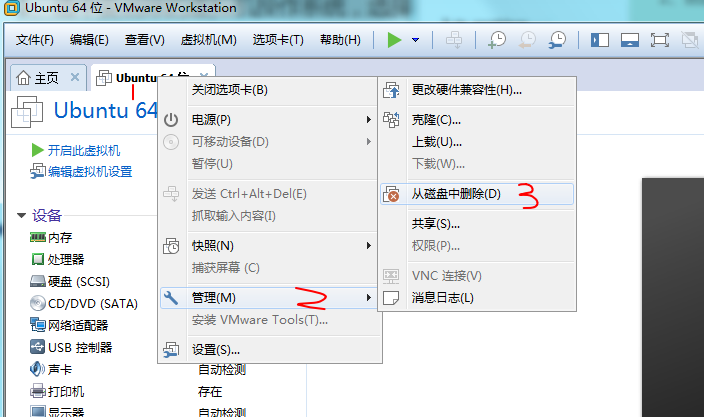 Ubuntu 64 位 - VMware Workstation
文件(F) 编辑(E) 查看(V) 虚拟机(M) 选项卡(T) 帮助(H)
主页 Ubuntu 64 位
1
Ubuntu 64
开启此虚拟机
编辑虚拟机设置
设备
内存
处理器
硬盘 (SCSI)
CD/DVD (SATA)
网络适配器
USB 控制器
声卡 自动检测
打印机 存在
显示器 自动检测
关闭选项卡(B)
电源(P)
可移动设备(D)
暂停(U)
发送 Ctrl+Alt+Del(E)
抓取输入内容(I)
快照(N)
捕获屏幕 (C)
管理(M) 2
安装 VMware Tools(T)...
设置(S)...
更改硬件兼容性(H)...
克隆(C)...
上载(U)...
下载(W)...
从磁盘中删除(D) 3
共享(S)...
权限(P)...
VNC 连接(V)
消息日志(L)